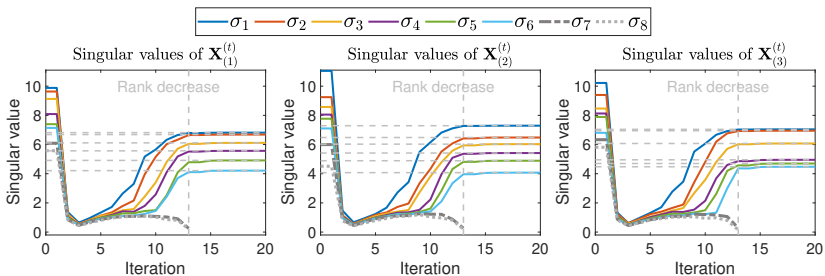 σ₁ σ₂ σ₃ σ₄ σ₅ σ₆ σ₇ σ₈
Singular values of X₍₁₎⁽ᵗ⁾
Singular value
10
8
6
4
2
0
Rank decrease
0 5 10 15 20
Iteration
Singular values of X₍₂₎⁽ᵗ⁾
Singular value
10
8
6
4
2
0
Rank decrease
0 5 10 15 20
Iteration
Singular values of X₍₃₎⁽ᵗ⁾
Singular value
10
8
6
4
2
0
Rank decrease
0 5 10 15 20
Iteration